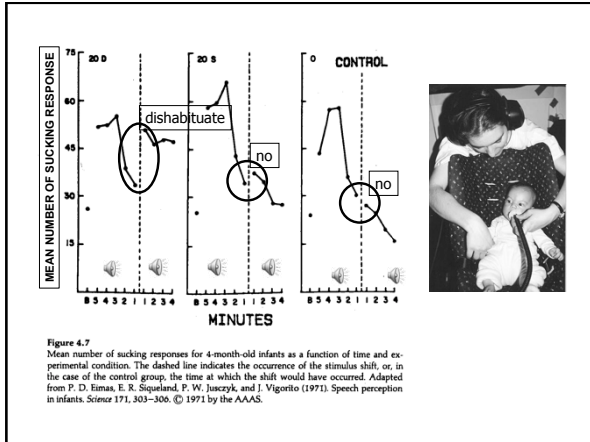 MEAN NUMBER OF SUCKING RESPONSE
75
60
45
30
15
20 D
20 S
0
CONTROL
dishabituate
no
no
B 5 4 3 2 1 1 2 3 4
B 5 4 3 2 1 1 2 3 4
B 5 4 3 2 1 1 2 3 4
MINUTES
Figure 4.7
Mean number of sucking responses for 4-month-old infants as a function of time and ex-
perimental condition. The dashed line indicates the occurrence of the stimulus shift, or, in
the case of the control group, the time at which the shift would have occurred. Adapted
from P. D. Eimas, E. R. Siqueland, P. W. Jusczyk, and J. Vigorito (1971). Speech perception
in infants. Science 171, 303–306. © 1971 by the AAAS.